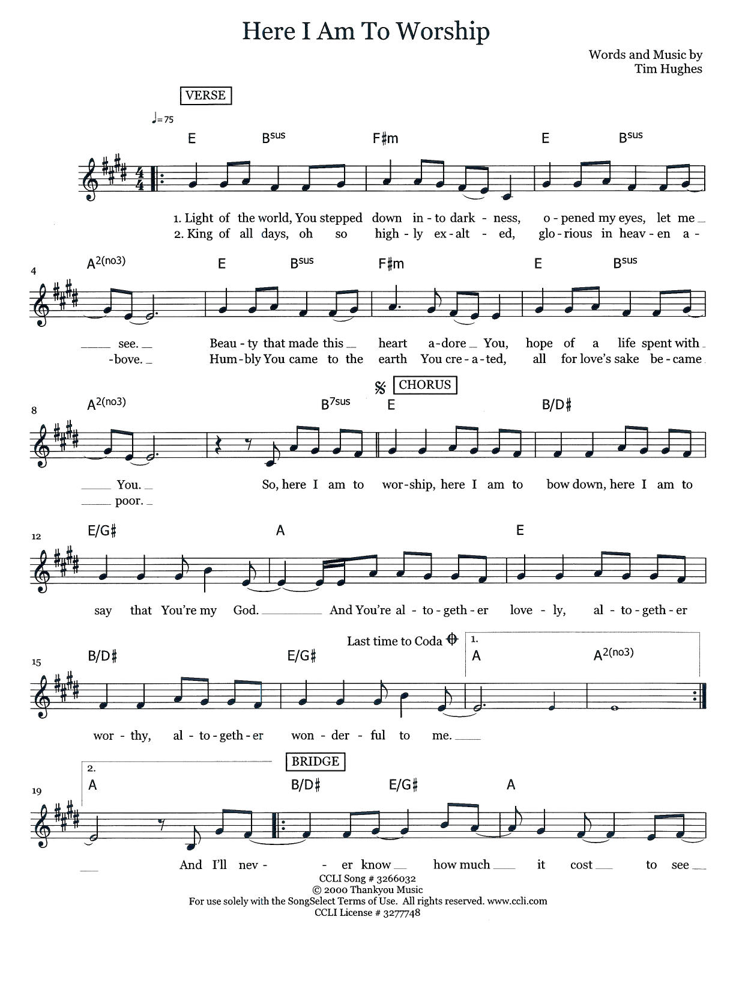 Here I Am To Worship
Words and Music by
Tim Hughes
VERSE
♩= 75
E Bsus F♯m E Bsus
4 4
1. Light of the world, You stepped down in - to dark - ness, o - pened my eyes, let me
2. King of all days, oh so high - ly ex - alt - ed, glo - rious in heav - en a -
4
A2(no3) E Bsus F♯m E Bsus
see. Beau - ty that made this heart a - dore You, hope of a life spent with
- bove. Hum - bly You came to the earth You cre - a - ted, all for love's sake be - came
CHORUS
8
A2(no3) B7sus E B/D♯
You. So, here I am to wor - ship, here I am to bow down, here I am to
poor.
12
E/G♯ A E
say that You're my God. And You're al - to - geth - er love - ly, al - to - geth - er
Last time to Coda
15
B/D♯ E/G♯ 1. A A2(no3)
wor - thy, al - to - geth - er won - der - ful to me.
BRIDGE
19
2. A B/D♯ E/G♯ A
And I'll nev - - er know how much it cost to see
CCLI Song # 3266032
© 2000 Thankyou Music
For use solely with the SongSelect Terms of Use. All rights reserved. www.ccli.com
CCLI License # 3277748